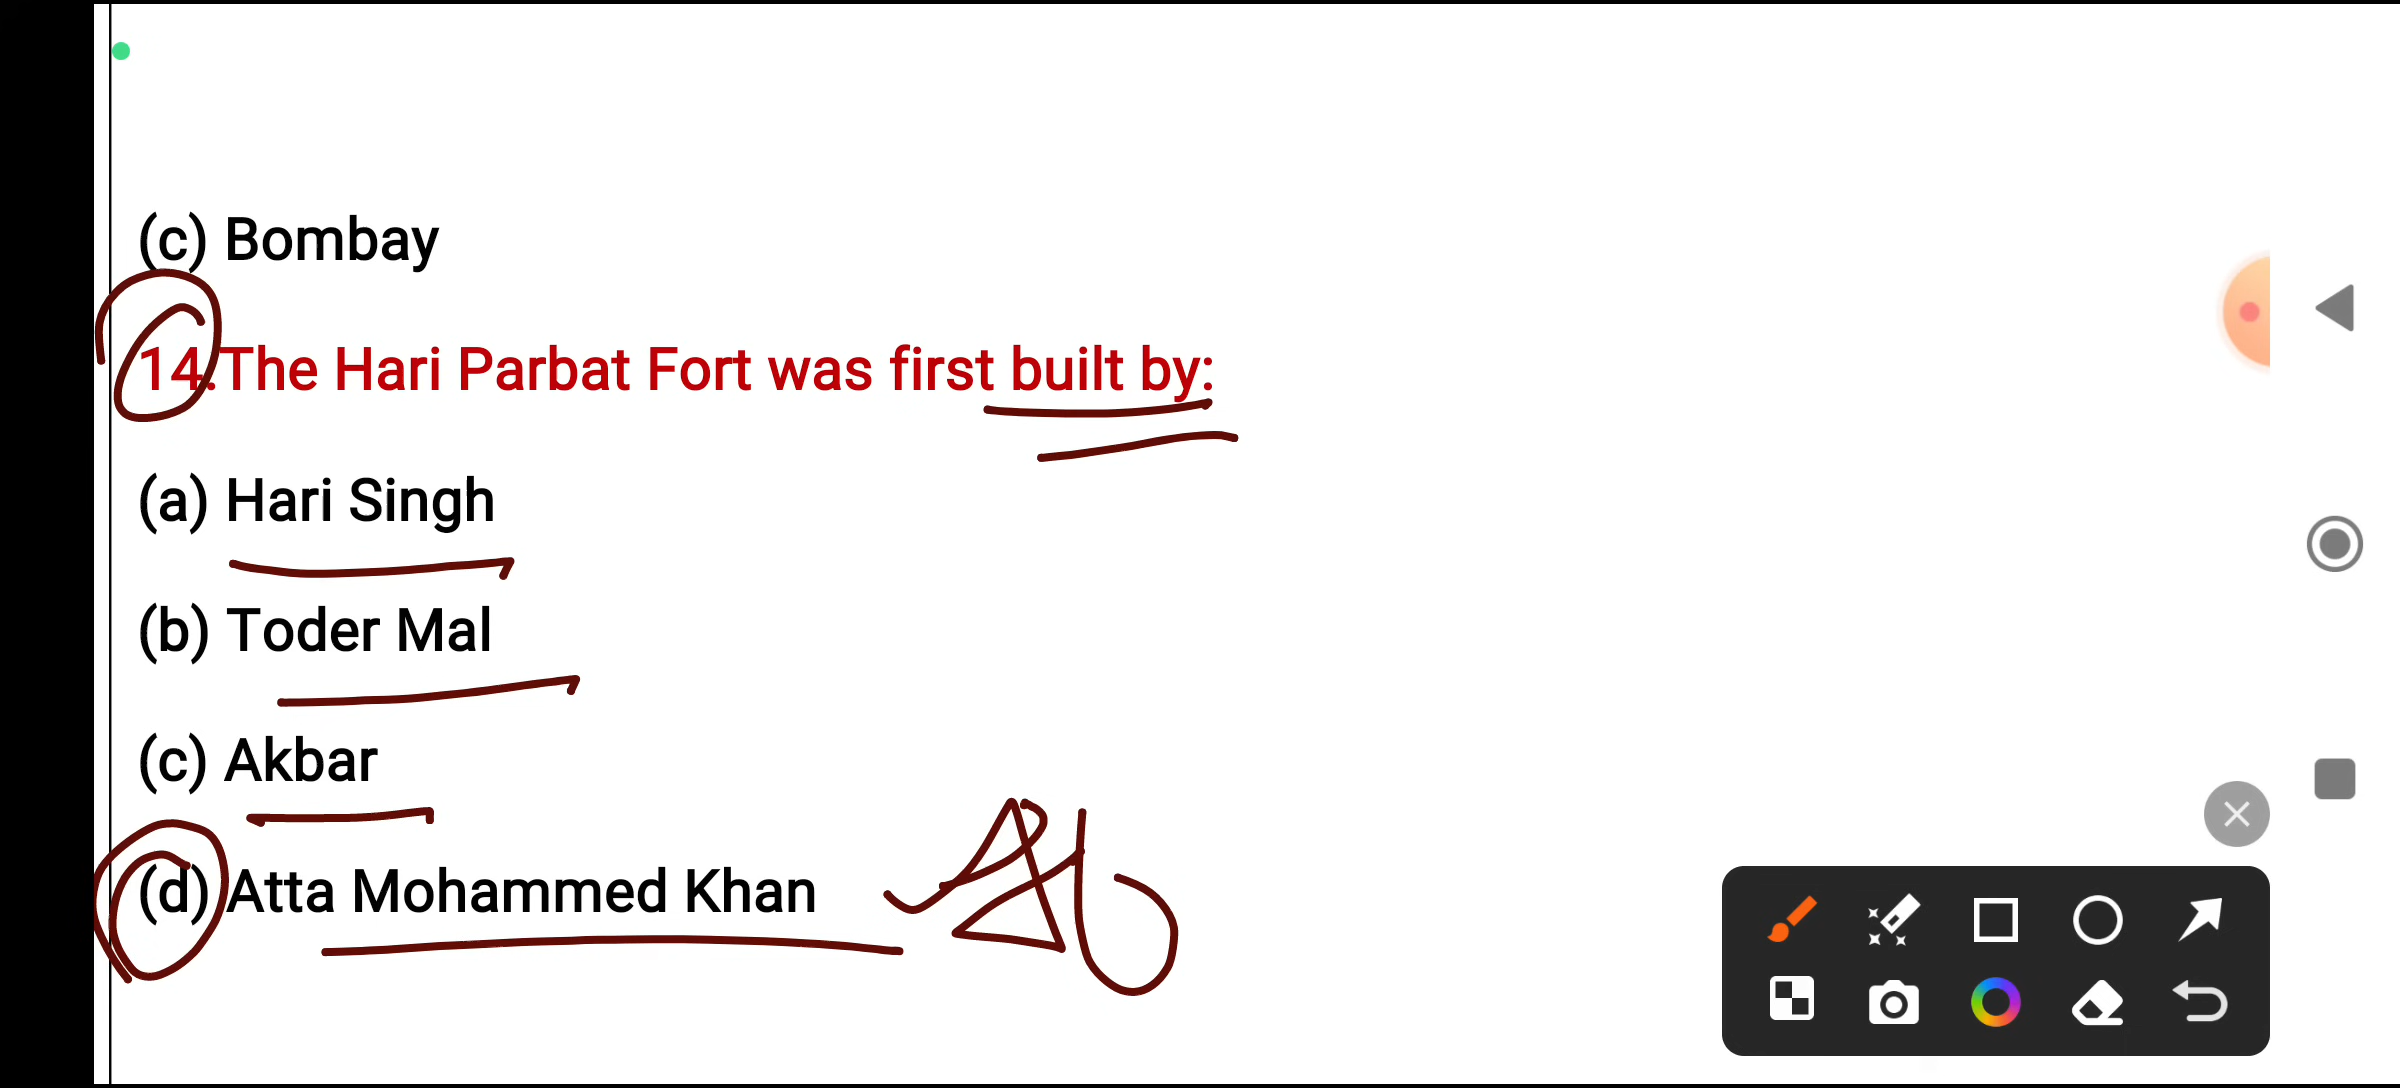 (c) Bombay
14.The Hari Parbat Fort was first built by:
(a) Hari Singh
(b) Toder Mal
(c) Akbar
(d) Atta Mohammed Khan